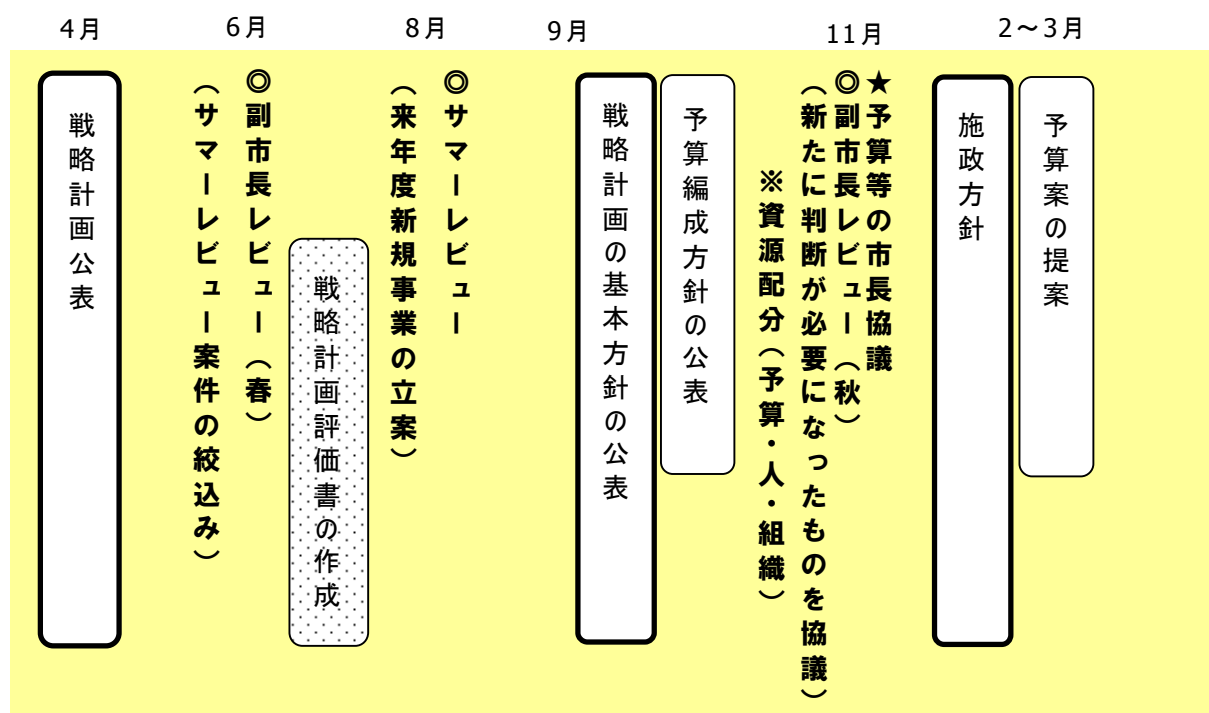 4月
6月
8月
9月
11月
2～3月
戦略計画公表
◎副市長レビュー（春）
（サマーレビュー案件の絞込み）
戦略計画評価書の作成
◎サマーレビュー
（来年度新規事業の立案）
戦略計画の基本方針の公表
予算編成方針の公表
★予算等の市長協議
◎副市長レビュー（秋）
（新たに判断が必要になったものを協議）
※資源配分（予算・人・組織）
施政方針
予算案の提案